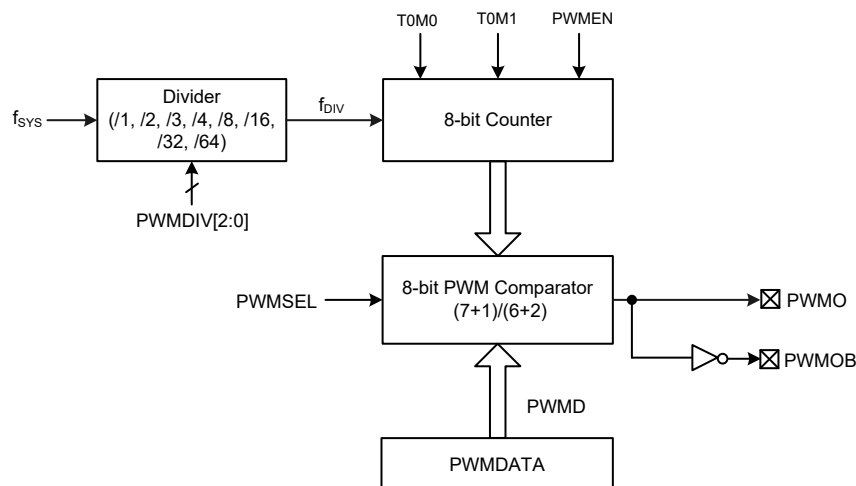 T0M0
T0M1
PWMEN
Divider
(/1, /2, /3, /4, /8, /16,
/32, /64)
fSYS
fDIV
8-bit Counter
PWMDIV[2:0]
PWMSEL
8-bit PWM Comparator
(7+1)/(6+2)
PWMO
PWMOB
PWMD
PWMDATA